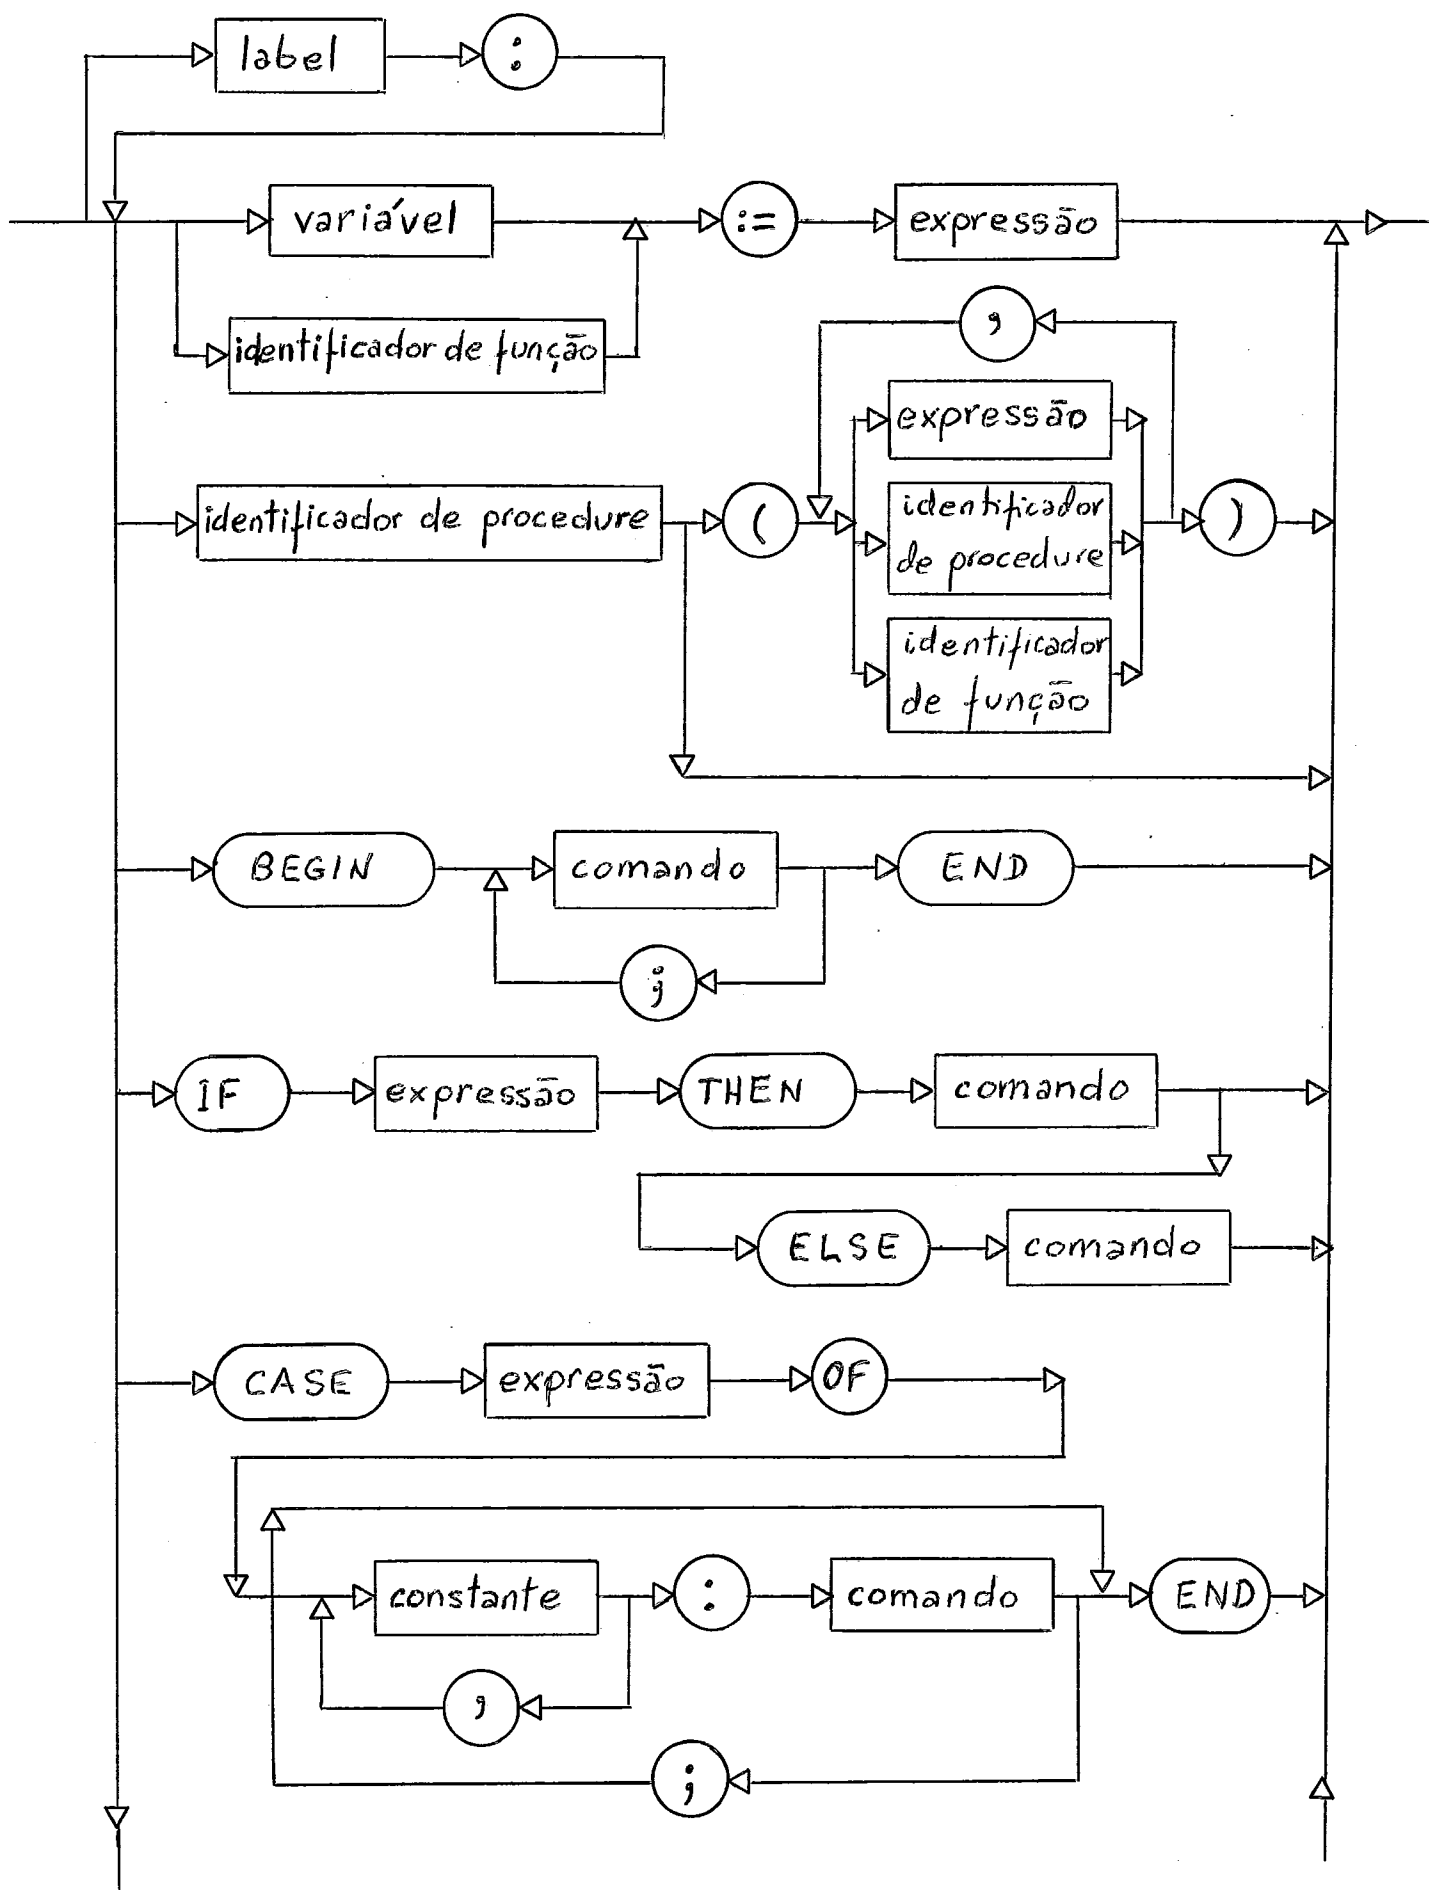 label :
variável := expressão
identificador de função
,
expressão
identificador de procedure ( identificador de procedure )
identificador de função
BEGIN comando END
;
IF expressão THEN comando
ELSE comando
CASE expressão OF
constante : comando END
,
;